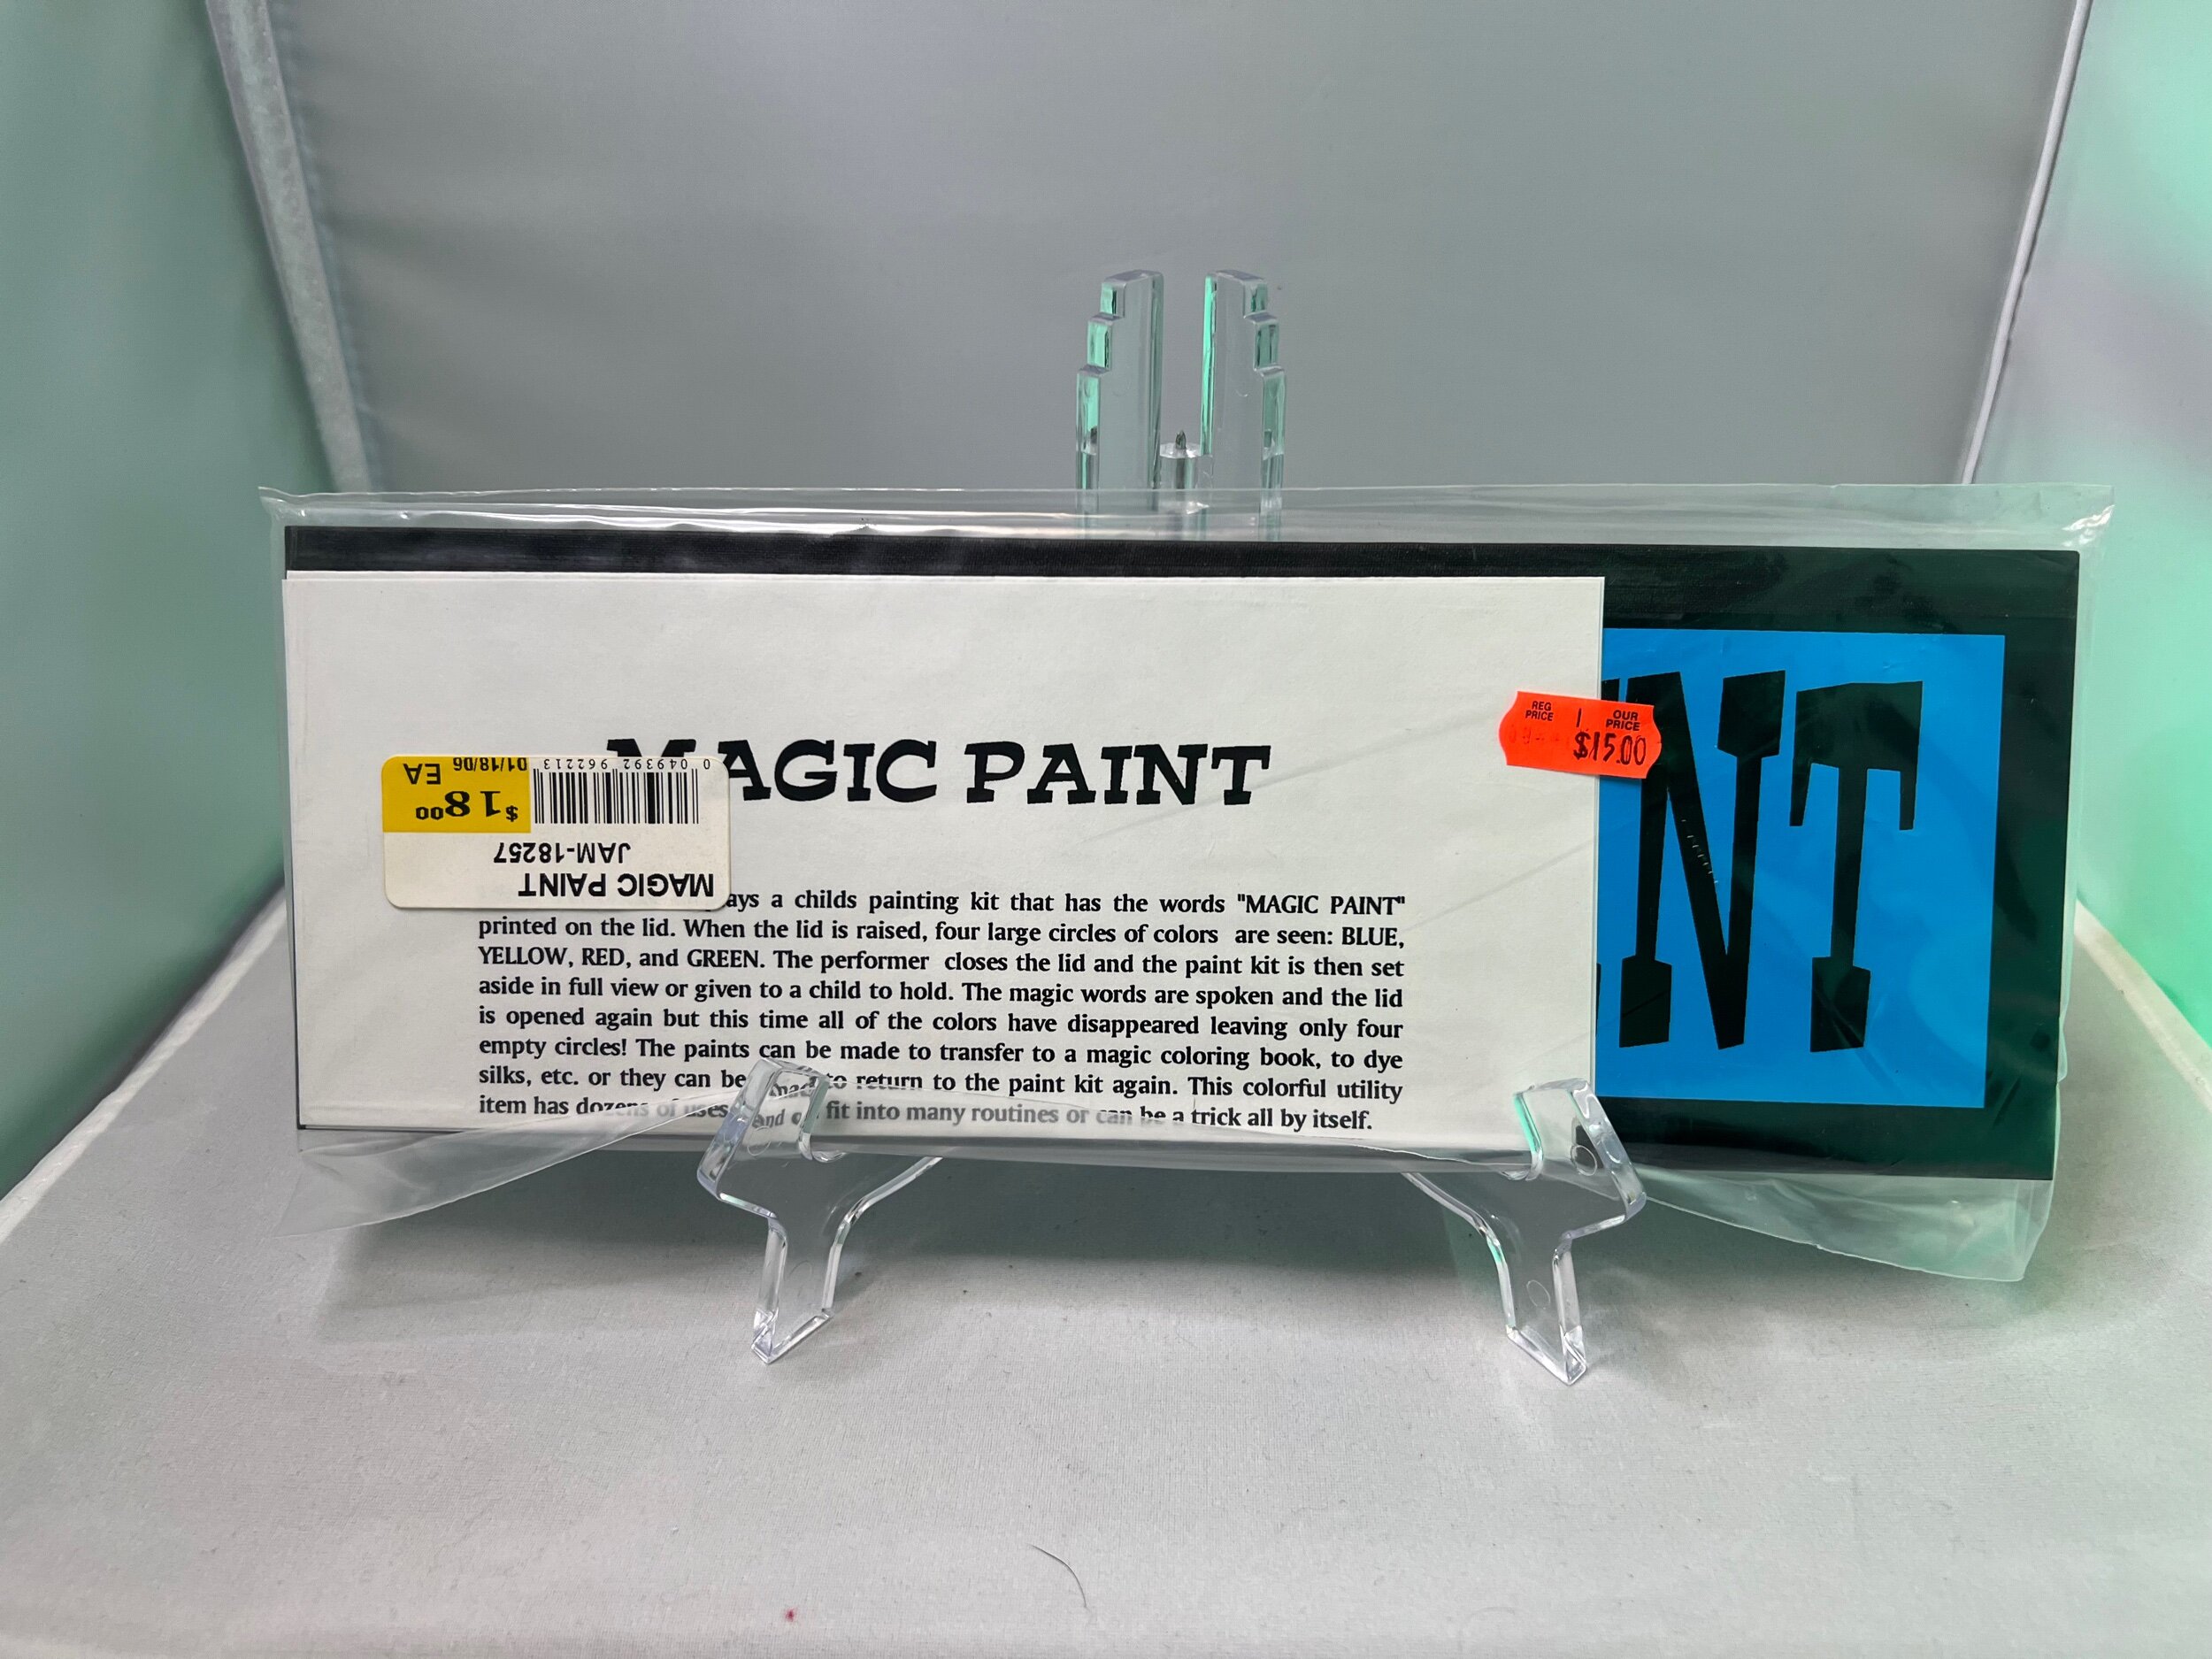 MAGIC PAINT
REG PRICE
OUR PRICE
$15.00
NT
MAGIC PAINT
JAM-18257
$18.00
EA
01/18/06
0 049392 962213
a childs painting kit that has the words "MAGIC PAINT"
printed on the lid. When the lid is raised, four large circles of colors are seen: BLUE,
YELLOW, RED, and GREEN. The performer closes the lid and the paint kit is then set
aside in full view or given to a child to hold. The magic words are spoken and the lid
is opened again but this time all of the colors have disappeared leaving only four
empty circles! The paints can be made to transfer to a magic coloring book, to dye
silks, etc. or they can be made to return to the paint kit again. This colorful utility
item has dozens of uses and can fit into many routines or can be a trick all by itself.